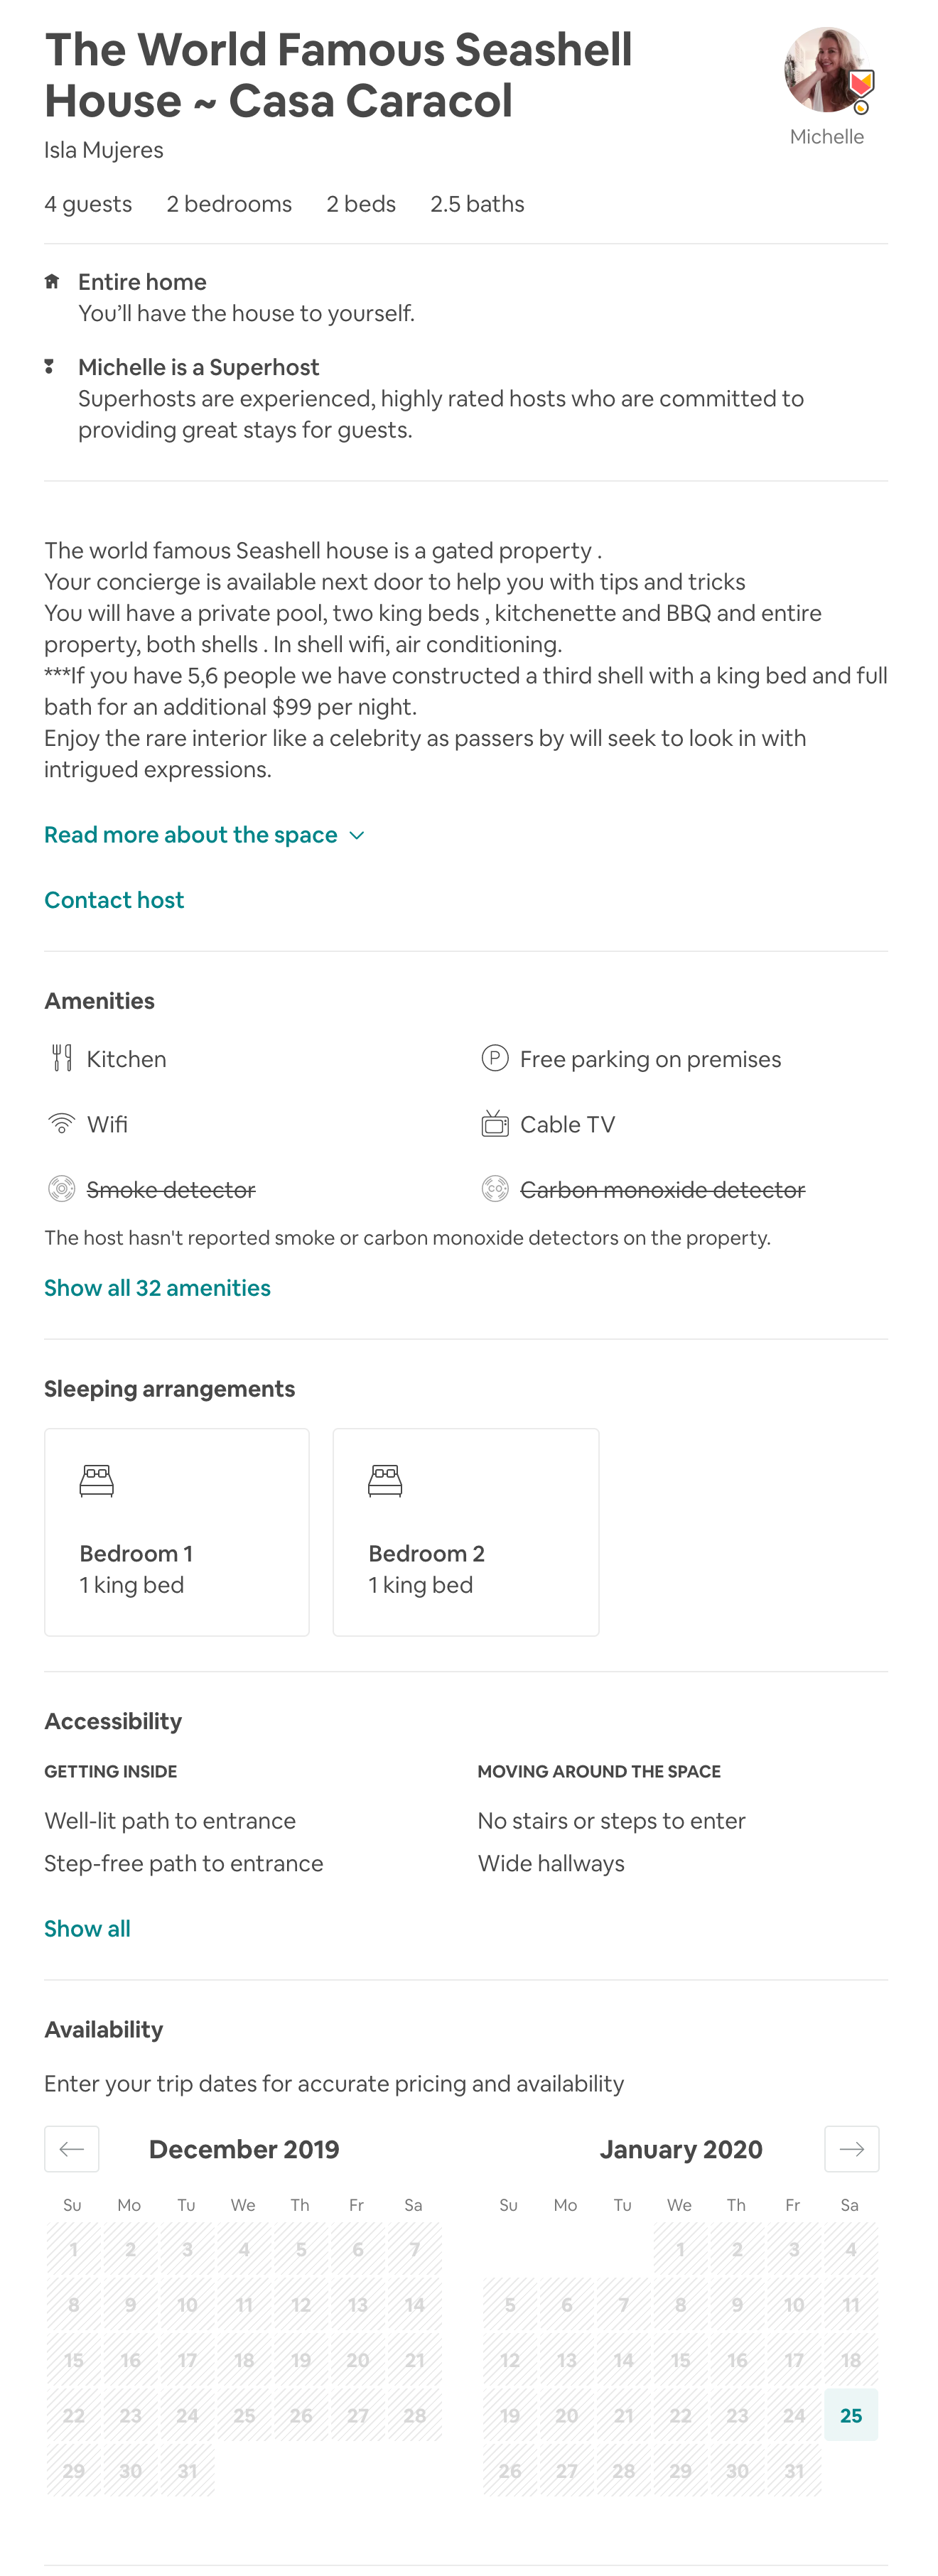 The World Famous Seashell
House ~ Casa Caracol
Michelle
Isla Mujeres
4 guests 2 bedrooms 2 beds 2.5 baths
Entire home
You’ll have the house to yourself.
Michelle is a Superhost
Superhosts are experienced, highly rated hosts who are committed to
providing great stays for guests.
The world famous Seashell house is a gated property .
Your concierge is available next door to help you with tips and tricks
You will have a private pool, two king beds , kitchenette and BBQ and entire
property, both shells . In shell wifi, air conditioning.
***If you have 5,6 people we have constructed a third shell with a king bed and full
bath for an additional $99 per night.
Enjoy the rare interior like a celebrity as passers by will seek to look in with
intrigued expressions.
Read more about the space
Contact host
Amenities
Kitchen
P Free parking on premises
Wifi
Cable TV
Smoke detector
CO Carbon monoxide detector
The host hasn't reported smoke or carbon monoxide detectors on the property.
Show all 32 amenities
Sleeping arrangements
Bedroom 1
1 king bed
Bedroom 2
1 king bed
Accessibility
GETTING INSIDE
Well-lit path to entrance
Step-free path to entrance
MOVING AROUND THE SPACE
No stairs or steps to enter
Wide hallways
Show all
Availability
Enter your trip dates for accurate pricing and availability
December 2019
Su Mo Tu We Th Fr Sa
1 2 3 4 5 6 7
8 9 10 11 12 13 14
15 16 17 18 19 20 21
22 23 24 25 26 27 28
29 30 31
January 2020
Su Mo Tu We Th Fr Sa
1 2 3 4
5 6 7 8 9 10 11
12 13 14 15 16 17 18
19 20 21 22 23 24 25
26 27 28 29 30 31